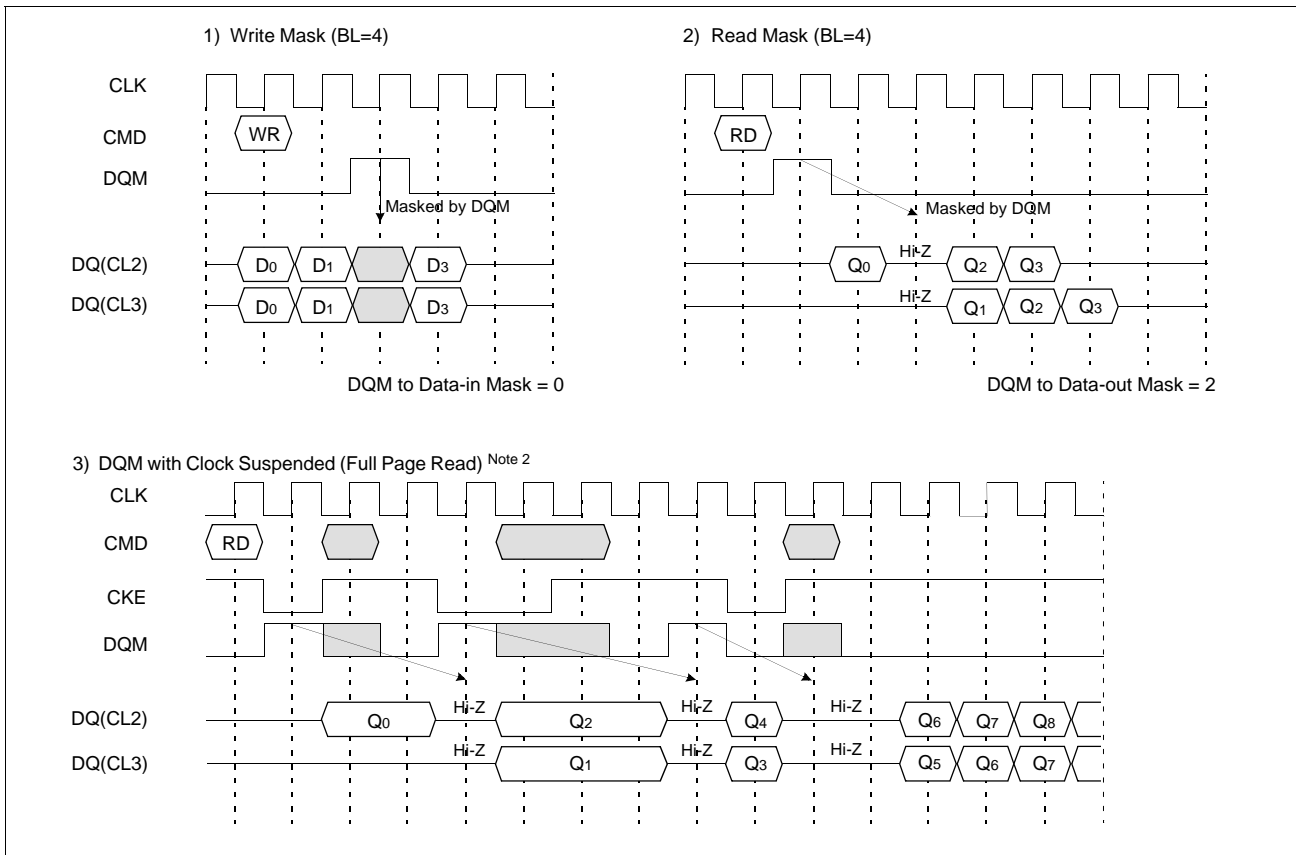 1) Write Mask (BL=4)
CLK
CMD
WR
DQM
Masked by DQM
DQ(CL2)
D0 D1 D3
DQ(CL3)
D0 D1 D3
DQM to Data-in Mask = 0
2) Read Mask (BL=4)
RD
Masked by DQM
Q0 Hi-Z Q2 Q3
Hi-Z Q1 Q2 Q3
DQM to Data-out Mask = 2
3) DQM with Clock Suspended (Full Page Read) Note 2
CLK
CMD
RD
CKE
DQM
DQ(CL2)
Q0 Hi-Z Q2 Hi-Z Q4 Hi-Z Q6 Q7 Q8
DQ(CL3)
Hi-Z Q1 Hi-Z Q3 Hi-Z Q5 Q6 Q7